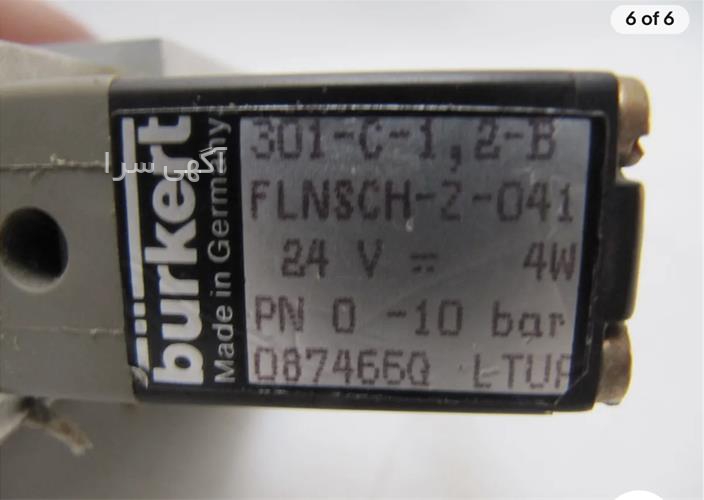 6 of 6
burkert
Made in Germany
آگهی سرا
301-C-1,2-B
FLNSCH-Z-041
24 V = 4W
PN 0 -10 bar
087466Q LTUP